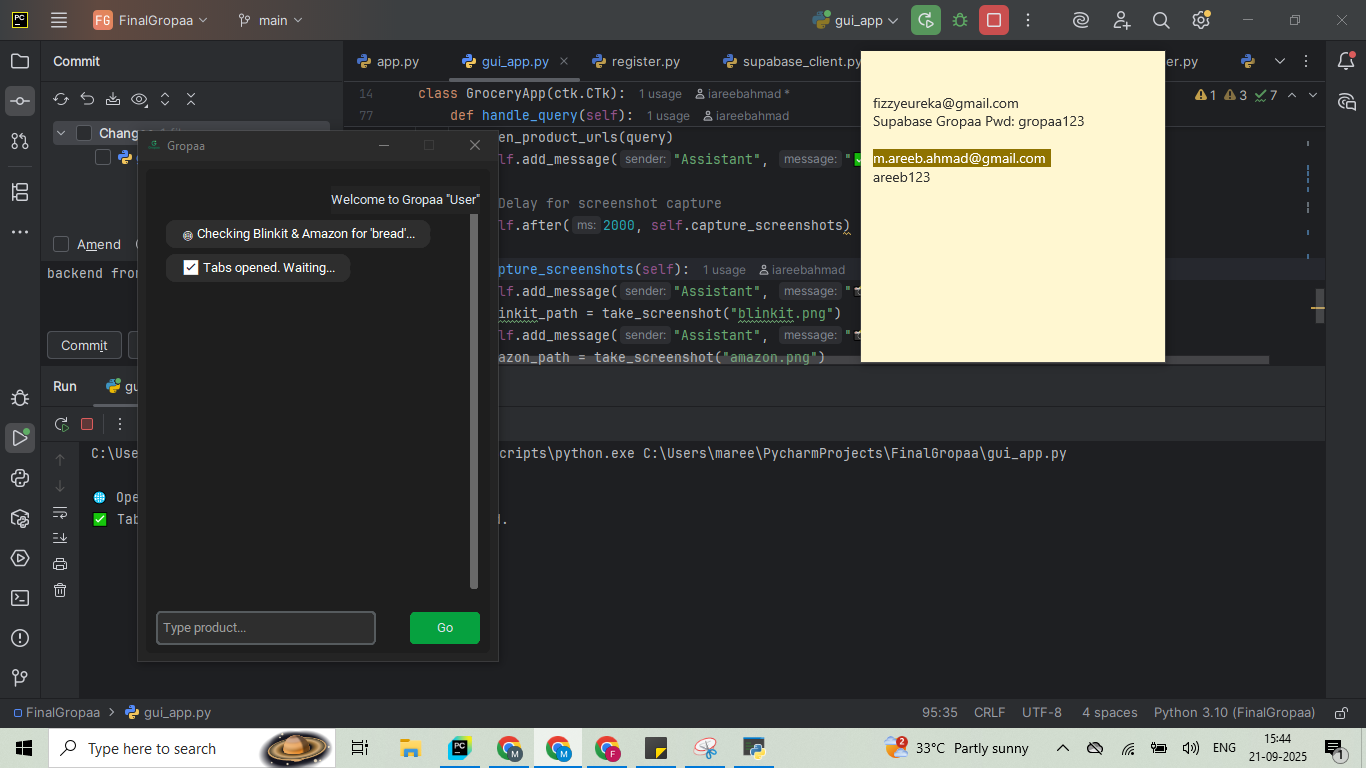 PC
FG FinalGropaa
main
gui_app
Commit
app.py
gui_app.py
register.py
supabase_client.py
er.py
Changes
14 class GroceryApp(ctk.CTk): 1 usage iareebahmad *
77 def handle_query(self): 1 usage iareebahmad
en_product_urls(query)
lf.add_message( sender: "Assistant", message: "✅
Delay for screenshot capture
lf.after( ms: 2000, self.capture_screenshots)
pture_screenshots(self): 1 usage iareebahmad
lf.add_message( sender: "Assistant", message: "
inkit_path = take_screenshot("blinkit.png")
lf.add_message( sender: "Assistant", message: "
azon_path = take_screenshot("amazon.png")
1 3 7
fizzyeureka@gmail.com
Supabase Gropaa Pwd: gropaa123
m.areeb.ahmad@gmail.com
areeb123
Amend
backend fron
Commit
Gropaa
Welcome to Gropaa "User"
Checking Blinkit & Amazon for 'bread'...
Tabs opened. Waiting...
Type product...
Go
Run
gu
C:\Use
cripts\python.exe C:\Users\maree\PycharmProjects\FinalGropaa\gui_app.py
Ope
Tab
d.
FinalGropaa > gui_app.py
95:35 CRLF UTF-8 4 spaces Python 3.10 (FinalGropaa)
Type here to search
PC
M
M
F
2
33°C Partly sunny
ENG
15:44
21-09-2025
1